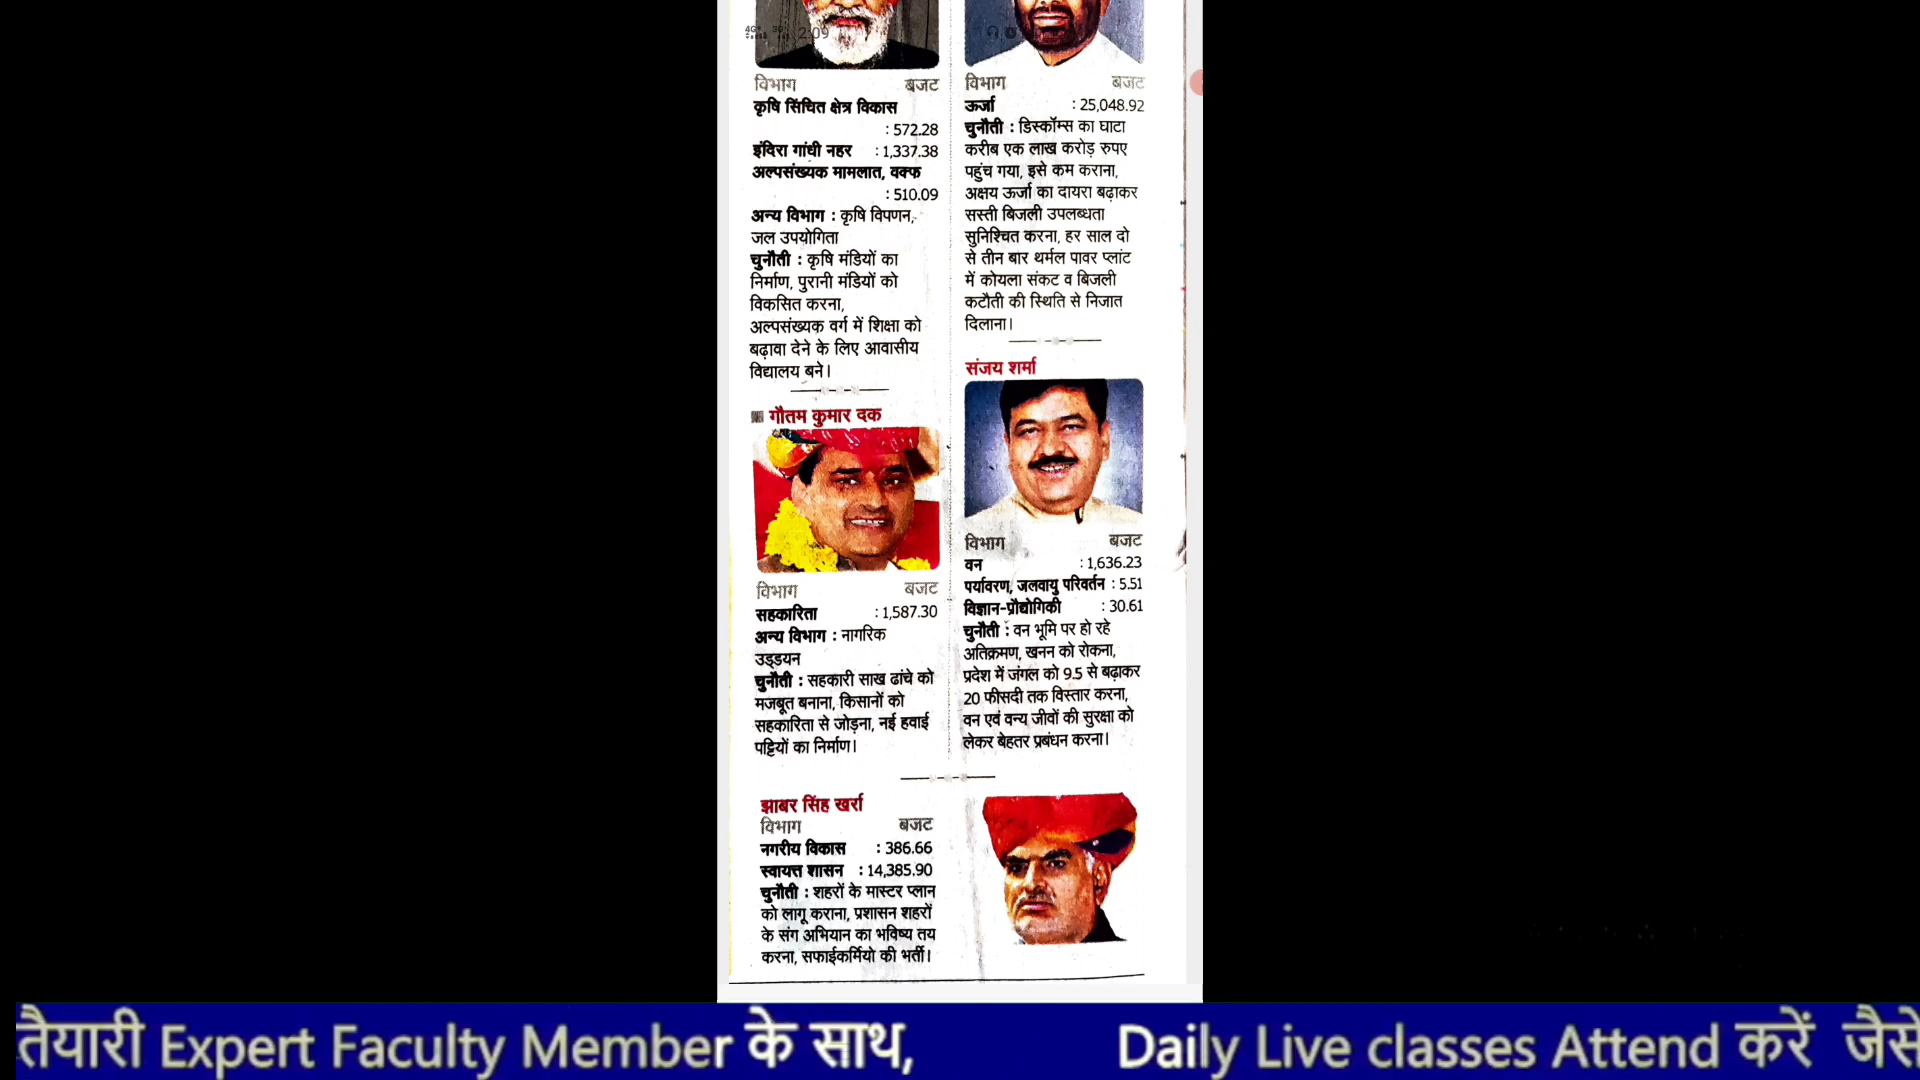 2:09
विभाग बजट
कृषि सिंचित क्षेत्र विकास
: 572.28
इंदिरा गांधी नहर : 1,337.38
अल्पसंख्यक मामलात, वक्फ
: 510.09
अन्य विभाग : कृषि विपणन,
जल उपयोगिता
चुनौती : कृषि मंडियों का
निर्माण, पुरानी मंडियों को
विकसित करना,
अल्पसंख्यक वर्ग में शिक्षा को
बढ़ावा देने के लिए आवासीय
विद्यालय बने।
गौतम कुमार दक
विभाग बजट
सहकारिता : 1,587.30
अन्य विभाग : नागरिक
उड्डयन
चुनौती : सहकारी साख ढांचे को
मजबूत बनाना, किसानों को
सहकारिता से जोड़ना, नई हवाई
पट्टियों का निर्माण।
विभाग बजट
ऊर्जा : 25,048.92
चुनौती : डिस्कॉम्स का घाटा
करीब एक लाख करोड़ रुपए
पहुंच गया, इसे कम कराना,
अक्षय ऊर्जा का दायरा बढ़ाकर
सस्ती बिजली उपलब्धता
सुनिश्चित करना, हर साल दो
से तीन बार थर्मल पावर प्लांट
में कोयला संकट व बिजली
कटौती की स्थिति से निजात
दिलाना।
संजय शर्मा
विभाग बजट
वन : 1,636.23
पर्यावरण, जलवायु परिवर्तन : 5.51
विज्ञान-प्रौद्योगिकी : 30.61
चुनौती : वन भूमि पर हो रहे
अतिक्रमण, खनन को रोकना,
प्रदेश में जंगल को 9.5 से बढ़ाकर
20 फीसदी तक विस्तार करना,
वन एवं वन्य जीवों की सुरक्षा को
लेकर बेहतर प्रबंधन करना।
झाबर सिंह खर्रा
विभाग बजट
नगरीय विकास : 386.66
स्वायत्त शासन : 14,385.90
चुनौती : शहरों के मास्टर प्लान
को लागू कराना, प्रशासन शहरों
के संग अभियान का भविष्य तय
करना, सफाईकर्मियो की भर्ती।
तैयारी Expert Faculty Member के साथ, Daily Live classes Attend करें जैसे